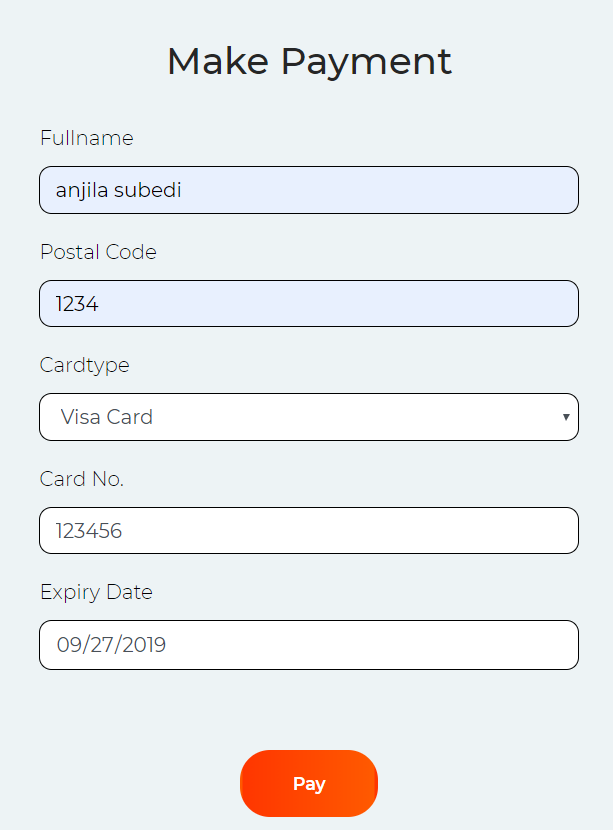 Make Payment
Fullname
anjila subedi
Postal Code
1234
Cardtype
Visa Card
Card No.
123456
Expiry Date
09/27/2019
Pay